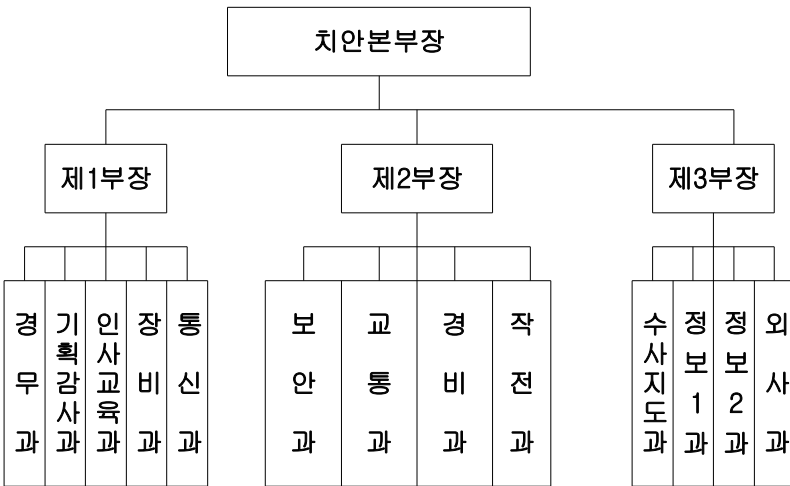 치안본부장
제1부장
제2부장
제3부장
경무과
기획감사과
인사교육과
장비과
통신과
보안과
교통과
경비과
작전과
수사지도과
정보1과
정보2과
외사과